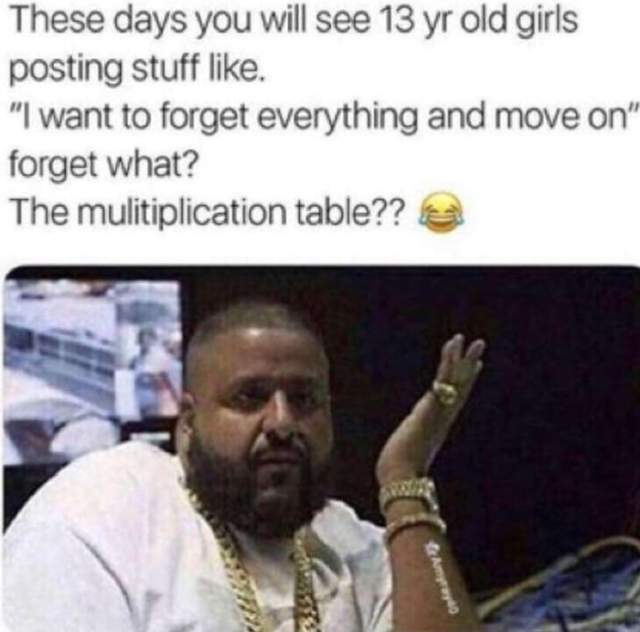 These days you will see 13 yr old girls
posting stuff like.
"I want to forget everything and move on"
forget what?
The mulitiplication table?? 😂